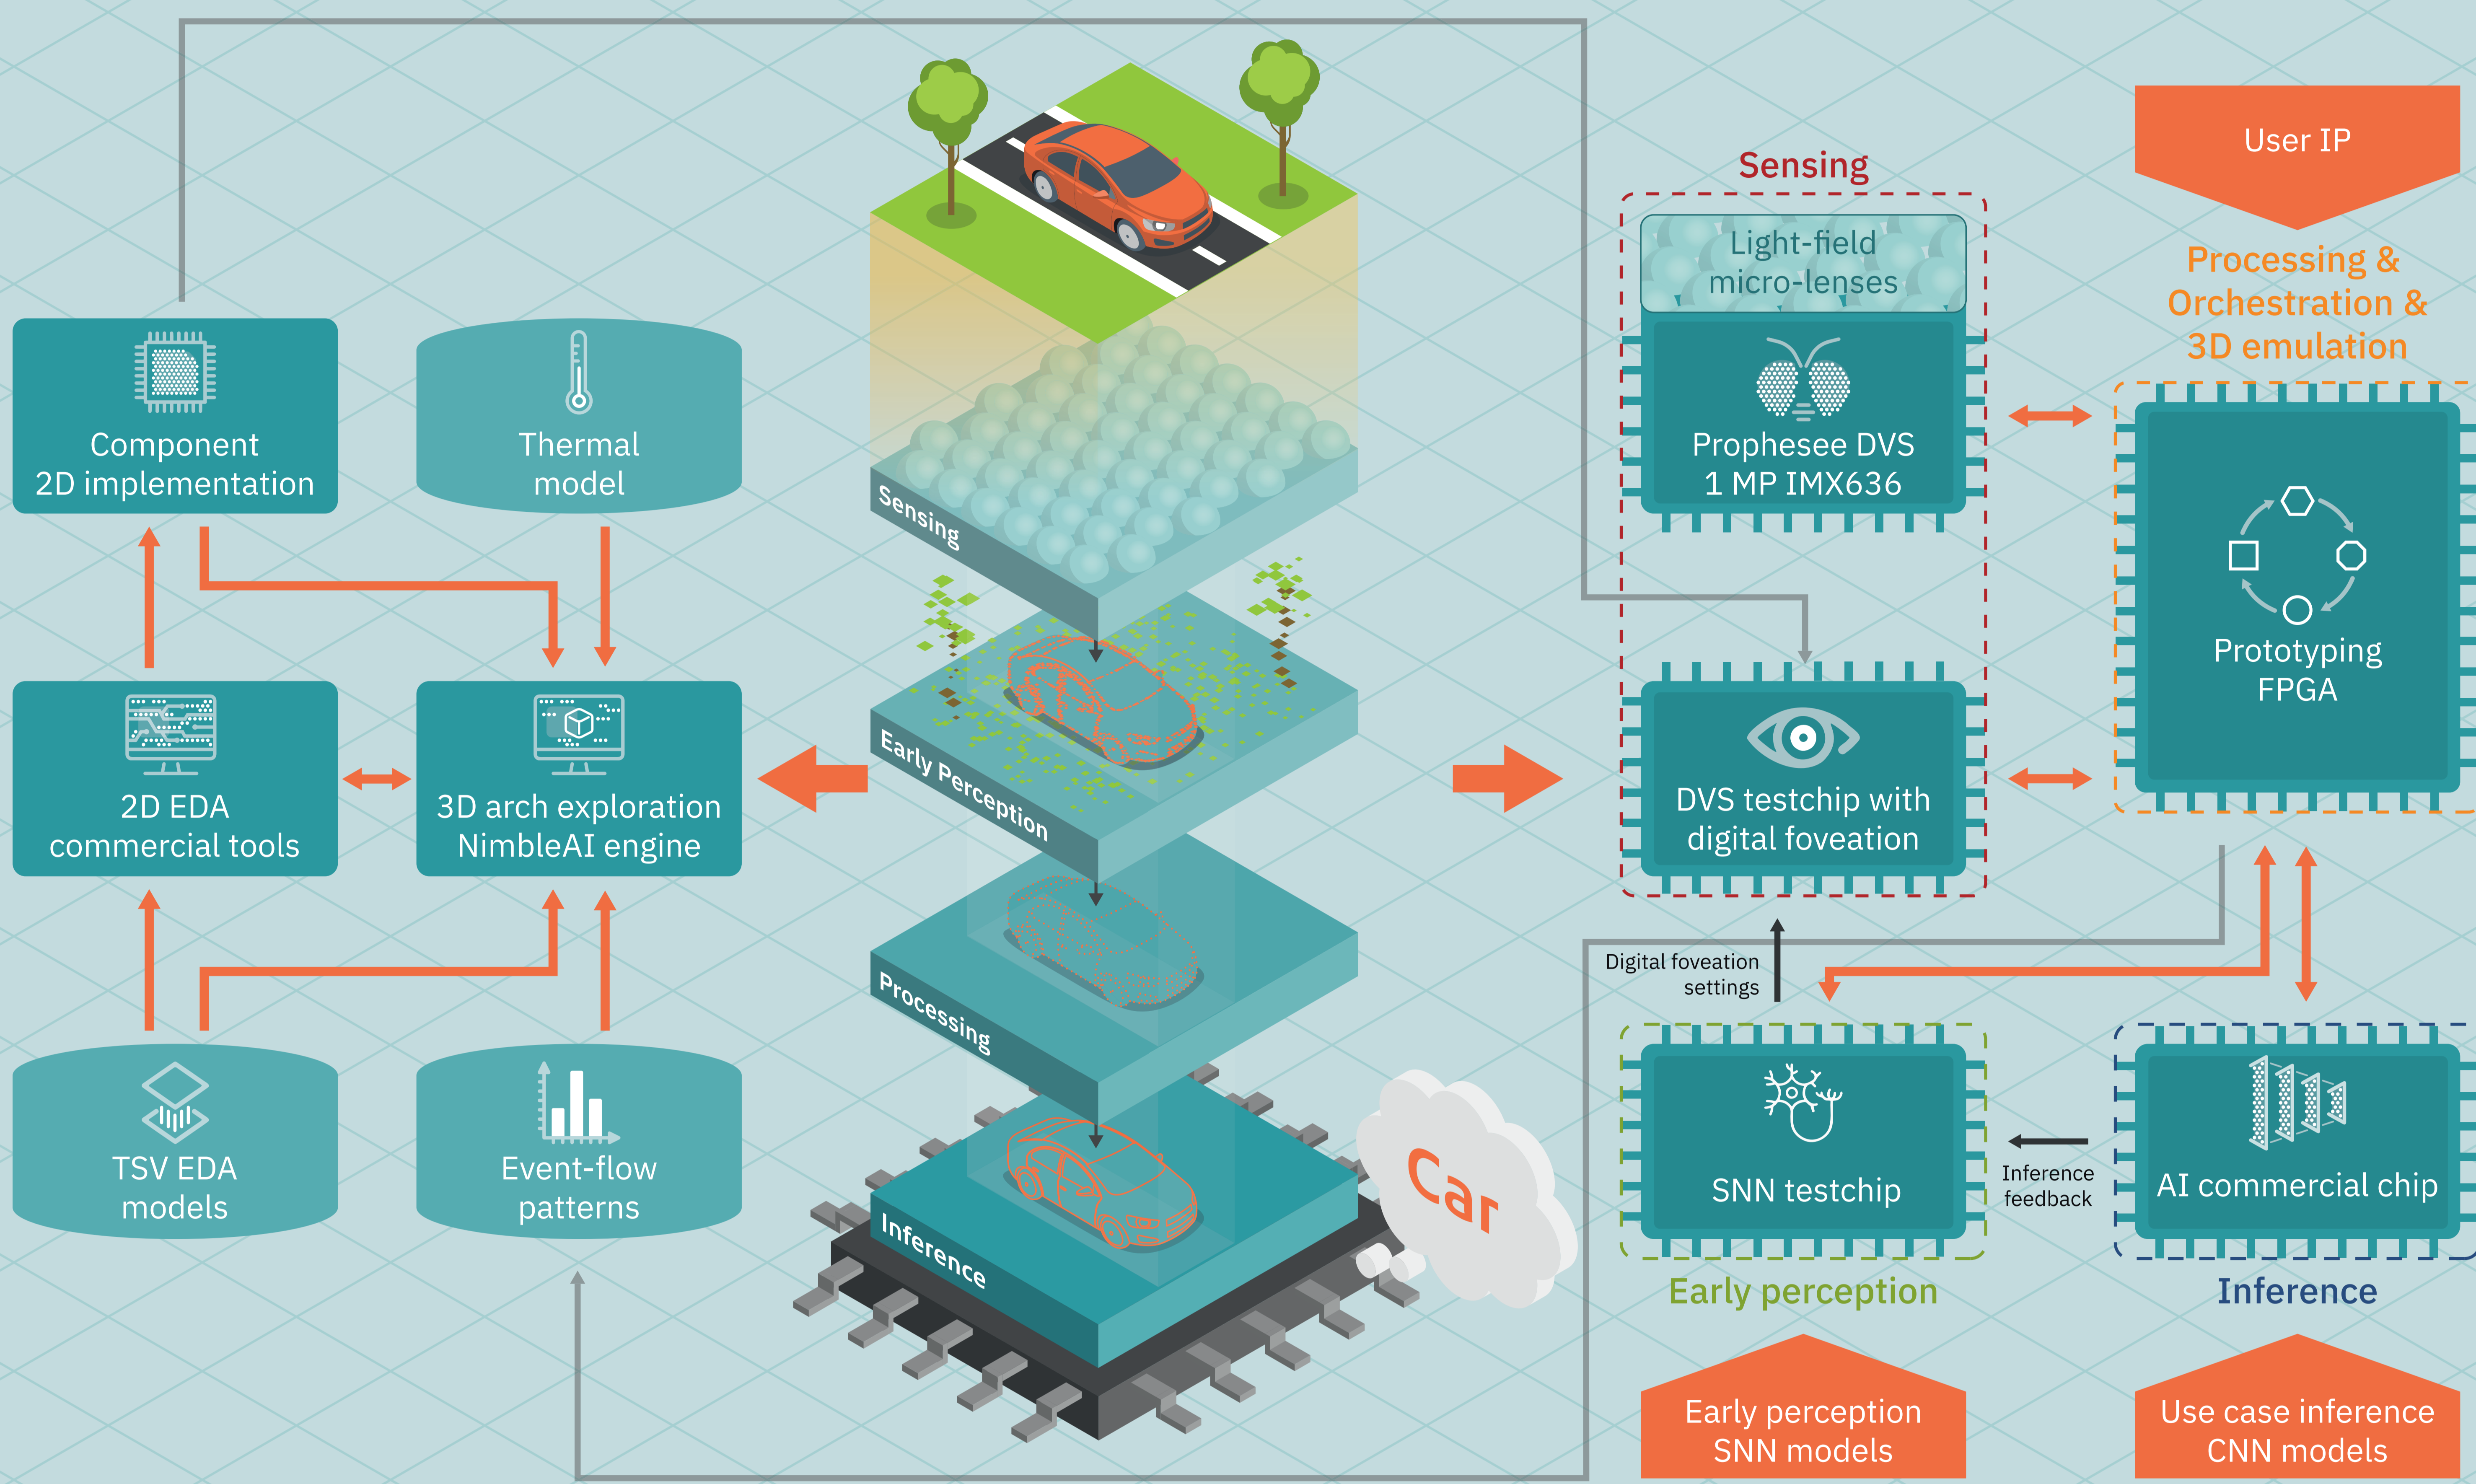 Component
2D implementation
Thermal
model
2D EDA
commercial tools
3D arch exploration
NimbleAI engine
TSV EDA
models
Event-flow
patterns
Sensing
Early Perception
Processing
Inference
Car
Sensing
Light-field
micro-lenses
Prophesee DVS
1 MP IMX636
DVS testchip with
digital foveation
User IP
Processing &
Orchestration &
3D emulation
Prototyping
FPGA
Digital foveation
settings
SNN testchip
Inference
feedback
AI commercial chip
Early perception
Inference
Early perception
SNN models
Use case inference
CNN models